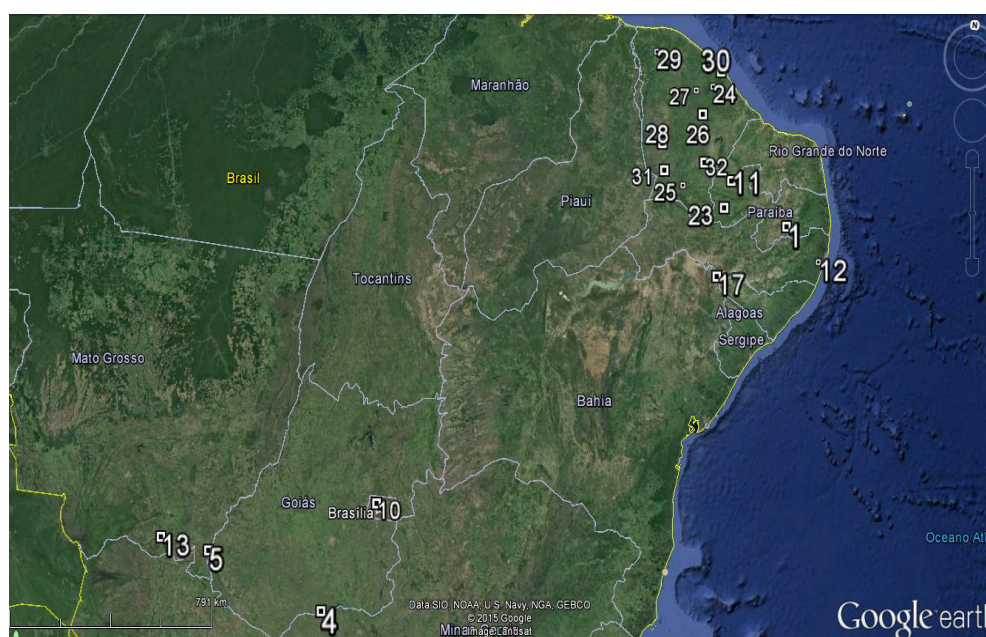 N
29
30
Maranhão
27
24
26
28
Rio Grande do Norte
32
31
11
Brasil
25
Piauí
23
Paraíba
1
12
Tocantins
17
Alagoas
Sergipe
Mato Grosso
Bahia
Goiás
Brasília
10
13
5
791 km
4
Data SIO, NOAA, U.S. Navy, NGA, GEBCO
© 2015 Google
Image Landsat
Google earth